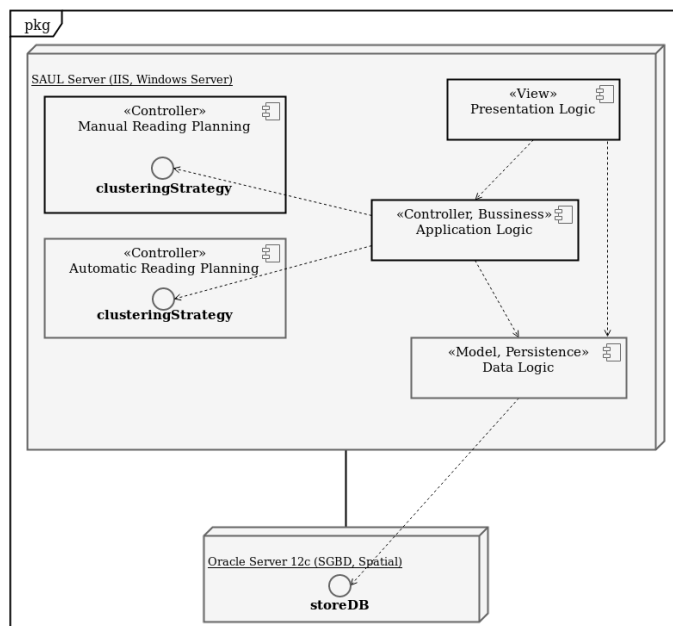 pkg
SAUL Server (IIS, Windows Server)
«Controller»
Manual Reading Planning
clusteringStrategy
«View»
Presentation Logic
«Controller, Bussiness»
Application Logic
«Controller»
Automatic Reading Planning
clusteringStrategy
«Model, Persistence»
Data Logic
Oracle Server 12c (SGBD, Spatial)
storeDB